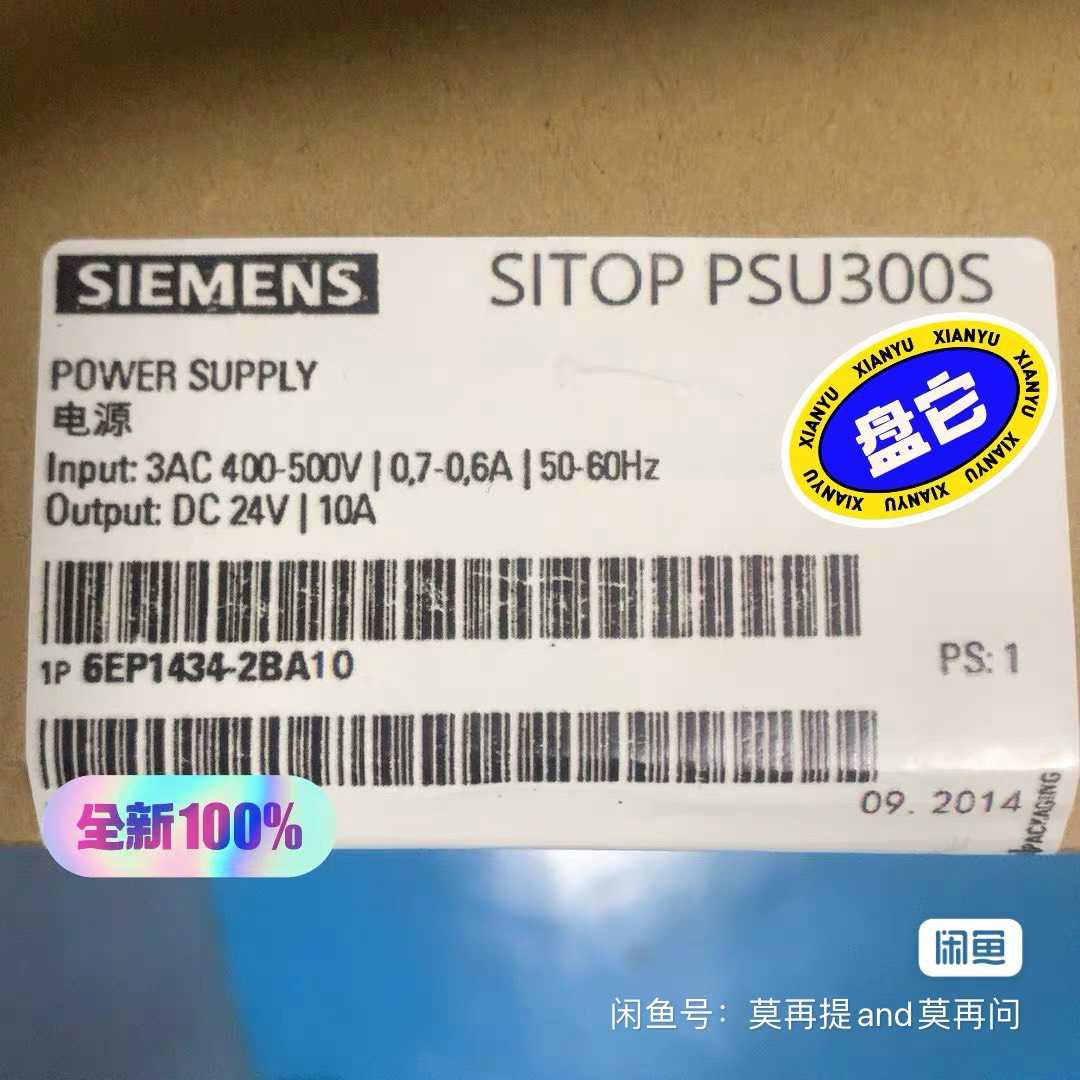 SIEMENS
SITOP PSU300S
POWER SUPPLY
电源
Input: 3AC 400-500V | 0,7-0,6A | 50-60Hz
Output: DC 24V | 10A
XIANYU XIANYU XIANYU XIANYU XIANYU XIANYU XIANYU XIANYU
盘它
1P 6EP1434-2BA10
PS: 1
09. 2014
PACKAGING
全新100%
闲鱼
闲鱼号：莫再提and莫再问